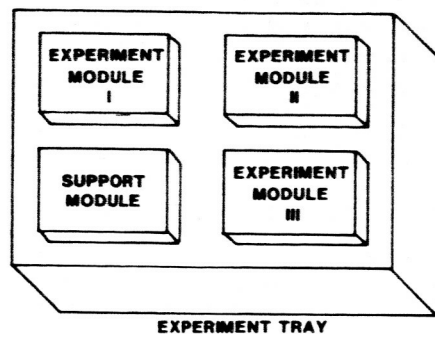 EXPERIMENT
MODULE
I
EXPERIMENT
MODULE
II
SUPPORT
MODULE
EXPERIMENT
MODULE
III
EXPERIMENT TRAY